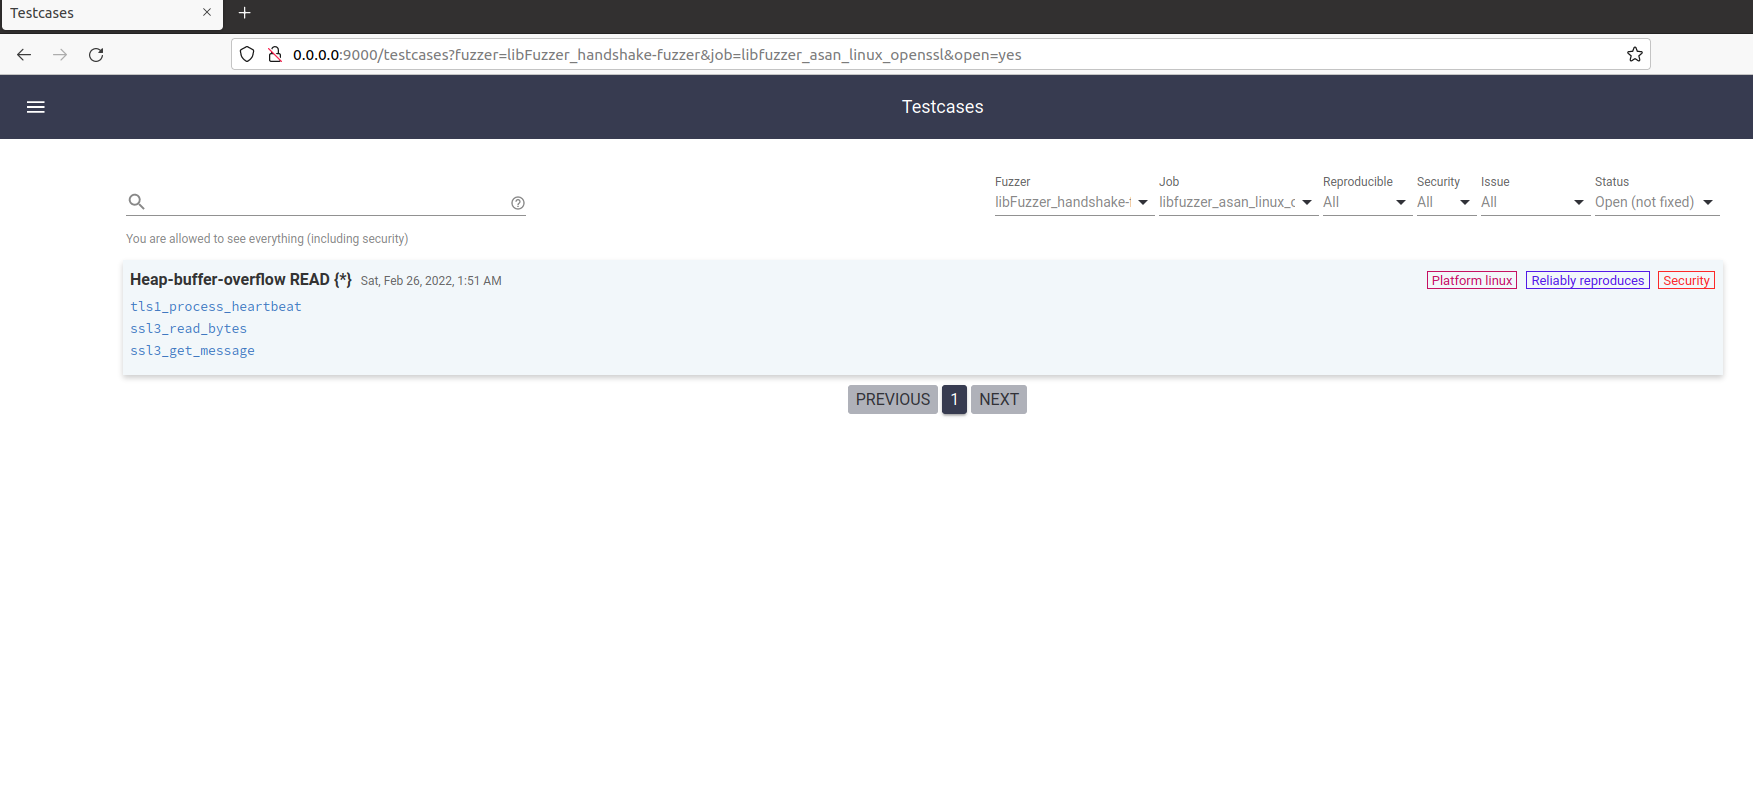 Testcases
0.0.0.0:9000/testcases?fuzzer=libFuzzer_handshake-fuzzer&job=libfuzzer_asan_linux_openssl&open=yes
Testcases
Fuzzer Job Reproducible Security Issue Status
libFuzzer_handshake- libfuzzer_asan_linux_ All All All Open (not fixed)
You are allowed to see everything (including security)
Heap-buffer-overflow READ {*} Sat, Feb 26, 2022, 1:51 AM Platform linux Reliably reproduces Security
tls1_process_heartbeat
ssl3_read_bytes
ssl3_get_message
PREVIOUS 1 NEXT